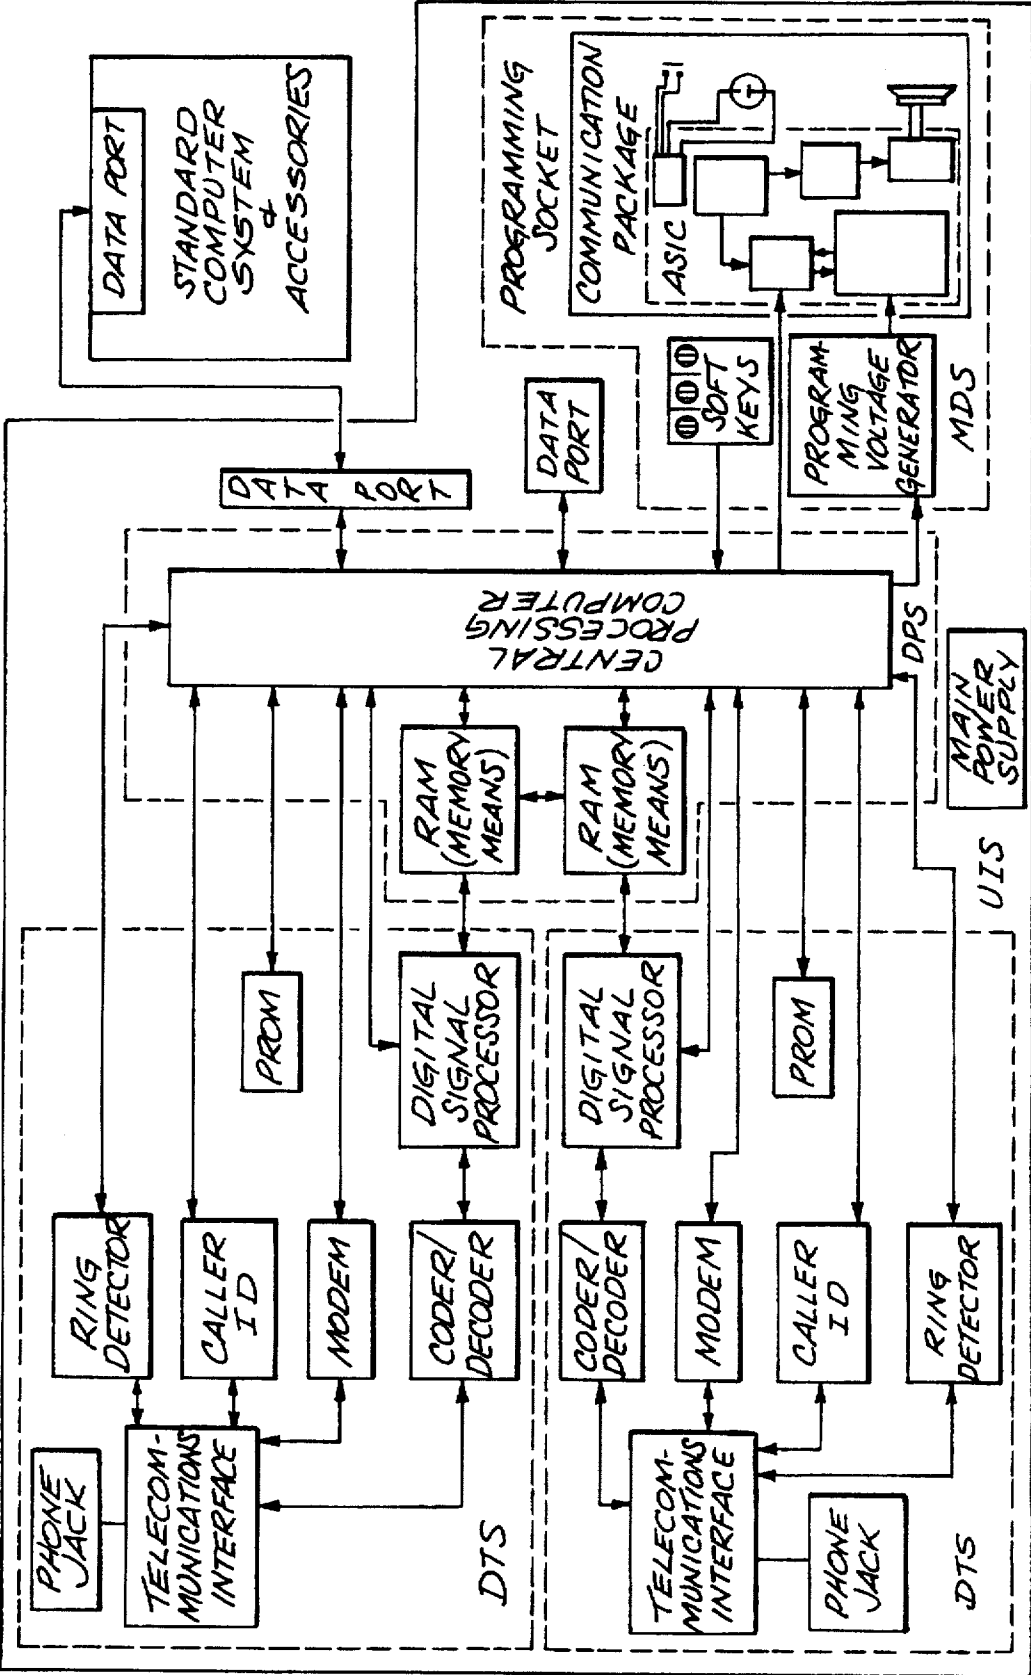 PHONE
JACK
TELECOM-
MUNICATIONS
INTERFACE
RING
DETECTOR
CALLER
ID
MODEM
CODER/
DECODER
PROM
DIGITAL
SIGNAL
PROCESSOR
DTS
RAM
(MEMORY
MEANS)
RAM
(MEMORY
MEANS)
CENTRAL
PROCESSING
COMPUTER
DPS
DATA PORT
DATA PORT
STANDARD
COMPUTER
SYSTEM
&
ACCESSORIES
DATA
PORT
SOFT
KEYS
PROGRAMMING
SOCKET
COMMUNICATION
PACKAGE
ASIC
PROGRAM-
MING
VOLTAGE
GENERATOR
MDS
CODER/
DECODER
DIGITAL
SIGNAL
PROCESSOR
MODEM
PROM
CALLER
ID
RING
DETECTOR
TELECOM-
MUNICATIONS
INTERFACE
PHONE
JACK
DTS
UIS
MAIN
POWER
SUPPLY